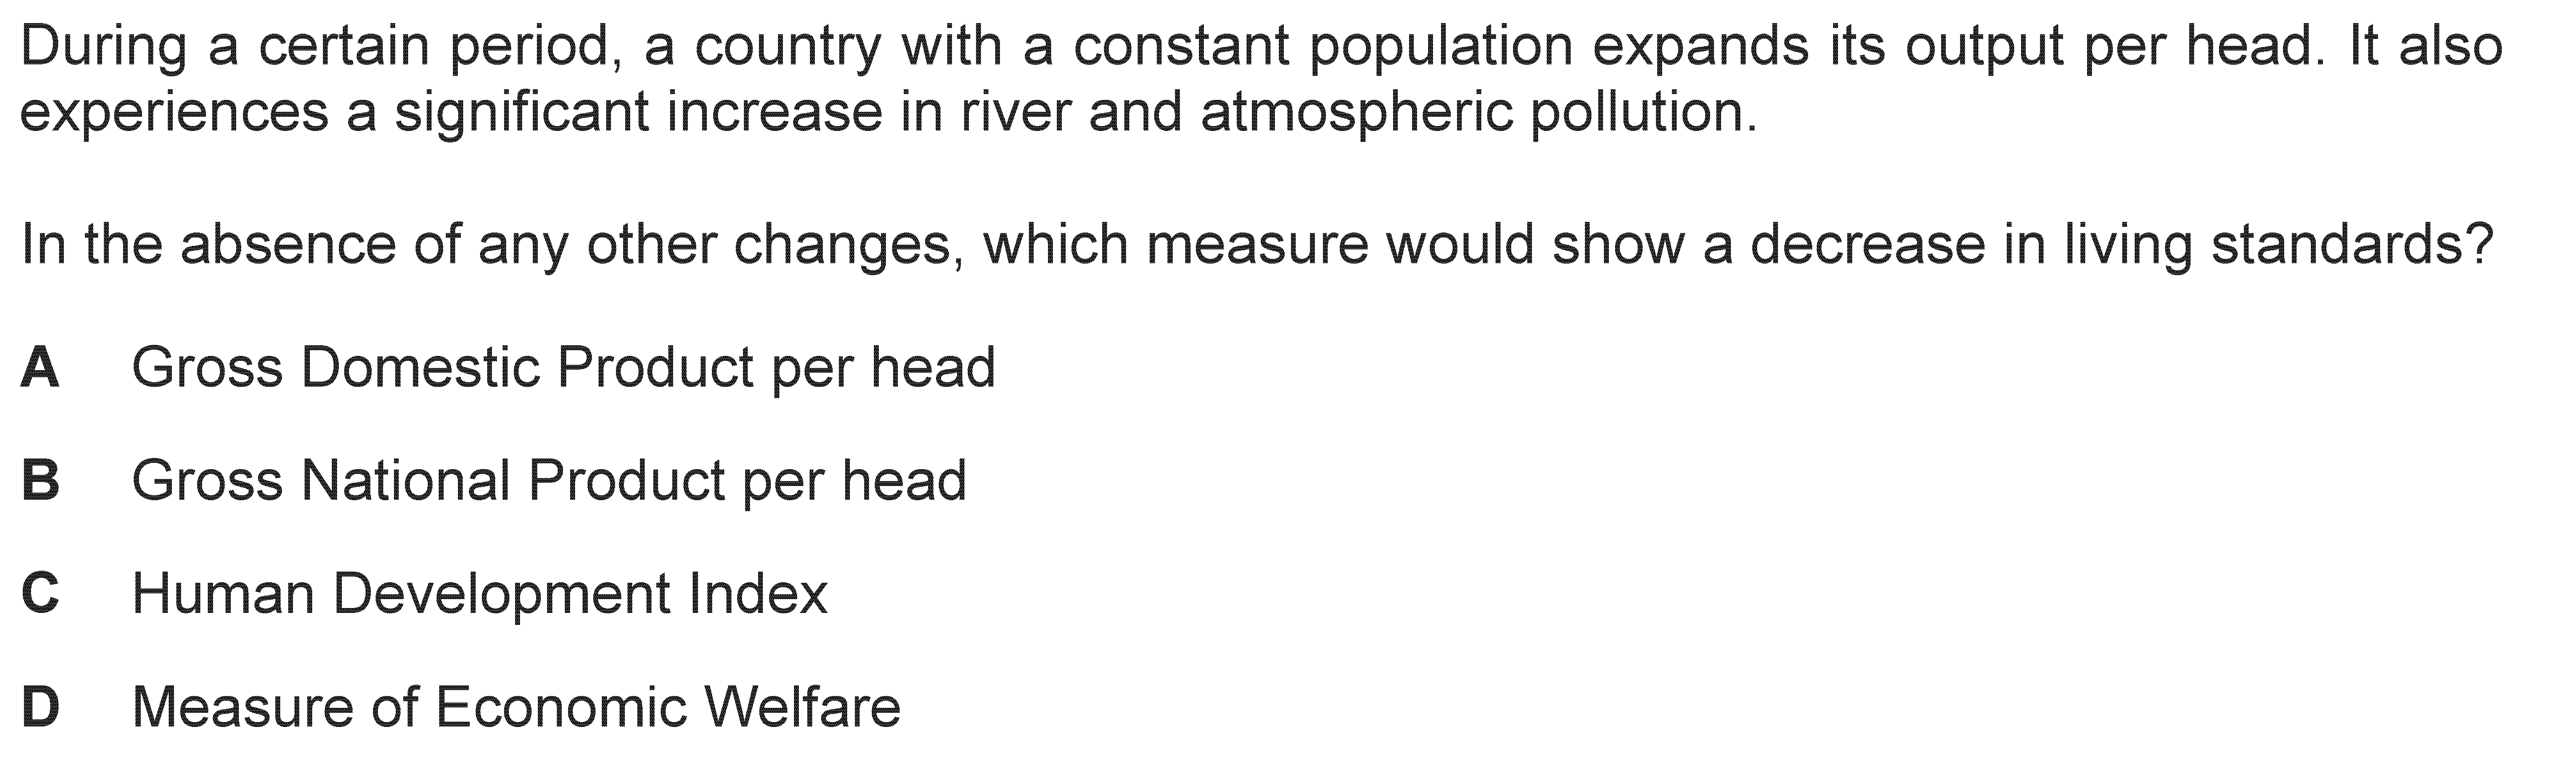 During a certain period, a country with a constant population expands its output per head. It also
experiences a significant increase in river and atmospheric pollution.
In the absence of any other changes, which measure would show a decrease in living standards?
A Gross Domestic Product per head
B Gross National Product per head
C Human Development Index
D Measure of Economic Welfare